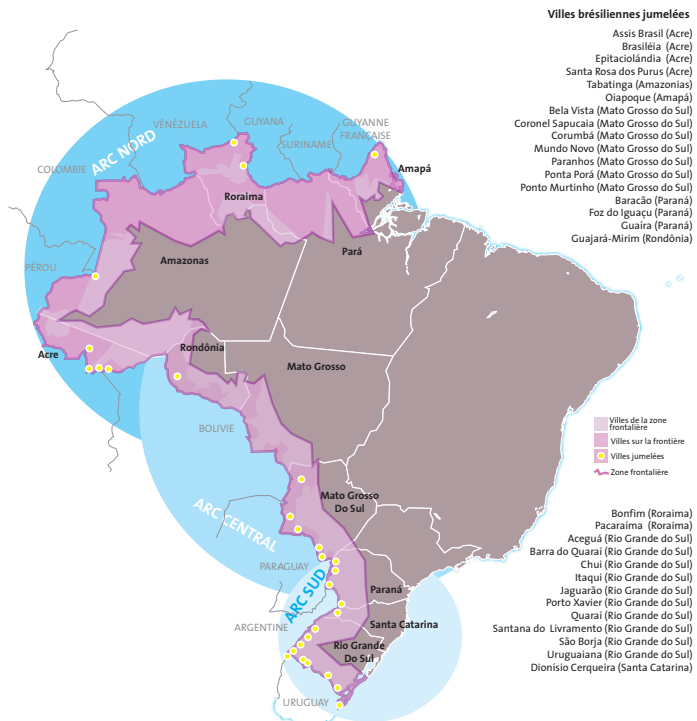 Villes brésiliennes jumelées
Assis Brasil (Acre)
Brasiléia (Acre)
Epitaciolândia (Acre)
Santa Rosa dos Purus (Acre)
Tabatinga (Amazonias)
Oiapoque (Amapá)
Bela Vista (Mato Grosso do Sul)
Coronel Sapucaia (Mato Grosso do Sul)
Corumbá (Mato Grosso do Sul)
Mundo Novo (Mato Grosso do Sul)
Paranhos (Mato Grosso do Sul)
Ponta Porá (Mato Grosso do Sul)
Ponto Murtinho (Mato Grosso do Sul)
Baracão (Paraná)
Foz do Iguaçu (Paraná)
Guaíra (Paraná)
Guajará-Mirim (Rondônia)
VÉNÉZUELA
GUYANA
SURINAME
GUYANNE
FRANÇAISE
COLOMBIE
ARC NORD
Roraima
Amapá
PÉROU
Amazonas
Pará
Acre
Rondônia
Mato Grosso
BOLIVIE
Villes de la zone
frontalière
Villes sur la frontière
Villes jumelées
Zone frontalière
ARC CENTRAL
Mato Grosso
Do Sul
PARAGUAY
ARC SUD
Paraná
ARGENTINE
Santa Catarina
Rio Grande
Do Sul
URUGUAY
Bonfim (Roraima)
Pacaraíma (Roraima)
Aceguá (Rio Grande do Sul)
Barra do Quaraí (Rio Grande do Sul)
Chui (Rio Grande do Sul)
Itaqui (Rio Grande do Sul)
Jaguarão (Rio Grande do Sul)
Porto Xavier (Rio Grande do Sul)
Quaraí (Rio Grande do Sul)
Santana do Livramento (Rio Grande do Sul)
São Borja (Rio Grande do Sul)
Uruguaiana (Rio Grande do Sul)
Dionísio Cerqueira (Santa Catarina)